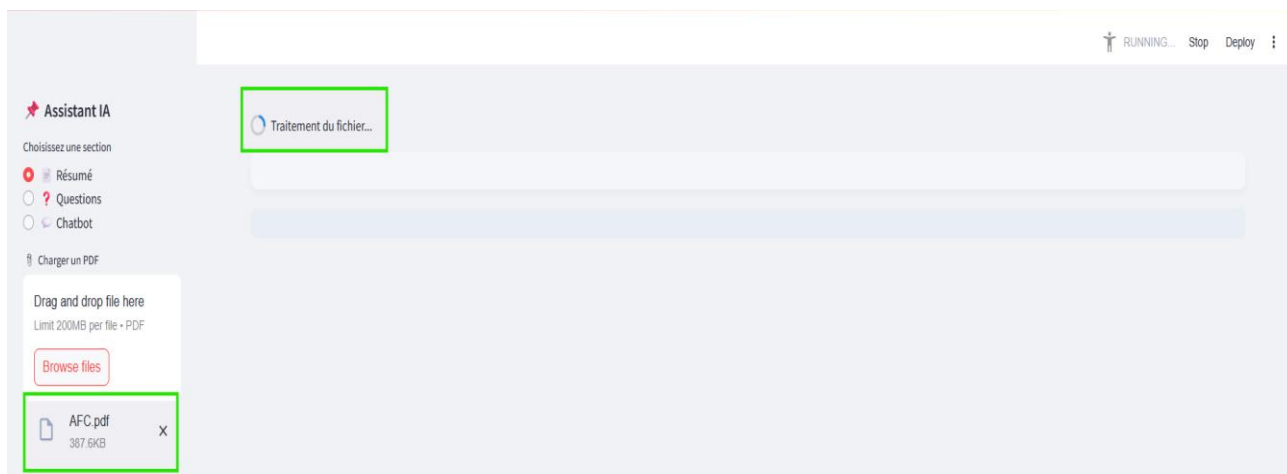 RUNNING... Stop Deploy
Assistant IA
Choisissez une section
Résumé
Questions
Chatbot
Charger un PDF
Drag and drop file here
Limit 200MB per file • PDF
Browse files
AFC.pdf
387.6KB
X
Traitement du fichier...